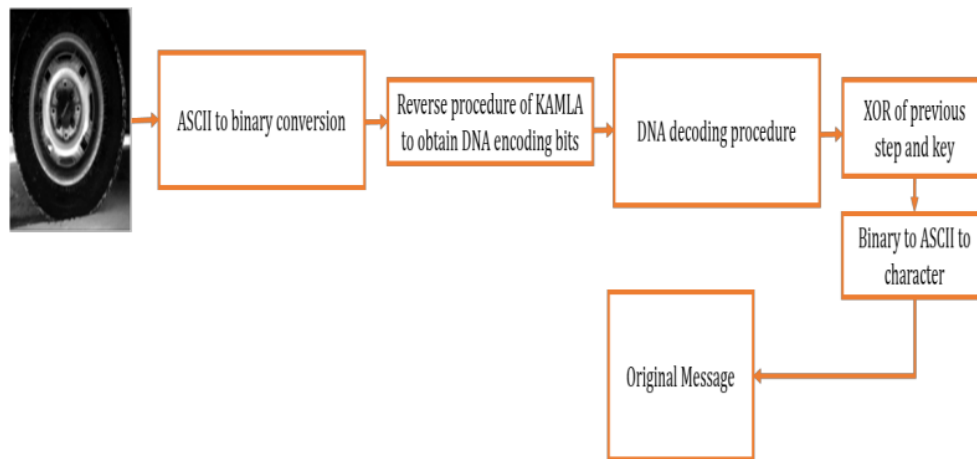 ASCII to binary conversion
Reverse procedure of KAMLA
to obtain DNA encoding bits
DNA decoding procedure
XOR of previous
step and key
Binary to ASCII to
character
Original Message